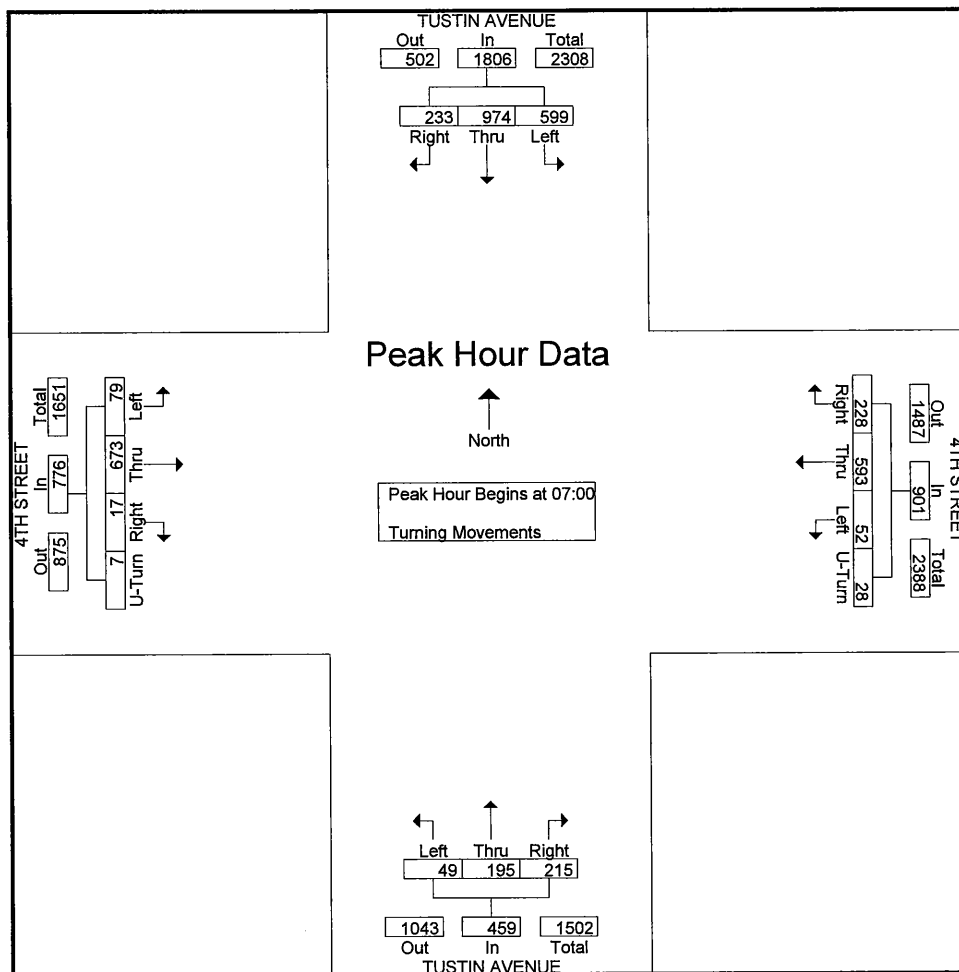 TUSTIN AVENUE
Out In Total
502 1806 2308
233 974 599
Right Thru Left
Peak Hour Data
North
Peak Hour Begins at 07:00
Turning Movements
4TH STREET
Out In Total
875 776 1651
7 17 673 79
U-Turn Right Thru Left
4TH STREET
Out In Total
1487 901 2388
228 593 52 28
Right Thru Left U-Turn
Left Thru Right
49 195 215
1043 459 1502
Out In Total
TUSTIN AVENUE